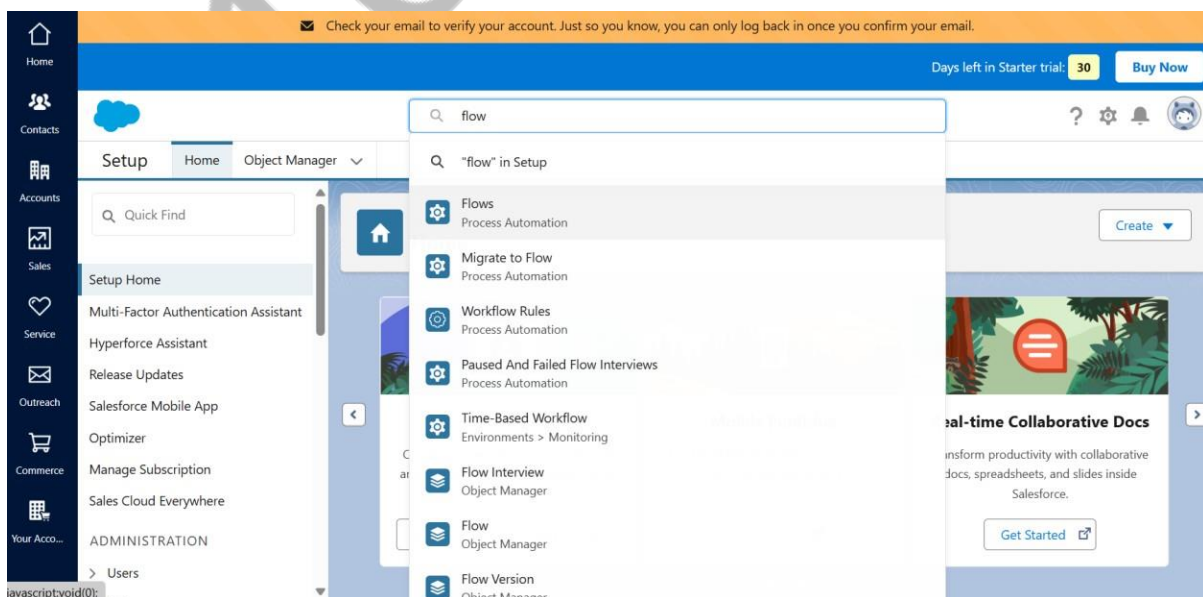 Check your email to verify your account. Just so you know, you can only log back in once you confirm your email.
Days left in Starter trial: 30
Buy Now
Home
Contacts
Accounts
Sales
Service
Outreach
Commerce
Your Acco...
flow
Setup
Home
Object Manager
"flow" in Setup
Flows
Process Automation
Migrate to Flow
Process Automation
Workflow Rules
Process Automation
Paused And Failed Flow Interviews
Process Automation
Time-Based Workflow
Environments > Monitoring
Flow Interview
Object Manager
Flow
Object Manager
Flow Version
Object Manager
Quick Find
Setup Home
Multi-Factor Authentication Assistant
Hyperforce Assistant
Release Updates
Salesforce Mobile App
Optimizer
Manage Subscription
Sales Cloud Everywhere
ADMINISTRATION
> Users
javascript:void(0);
Create
eal-time Collaborative Docs
ansform productivity with collaborative
docs, spreadsheets, and slides inside
Salesforce.
Get Started